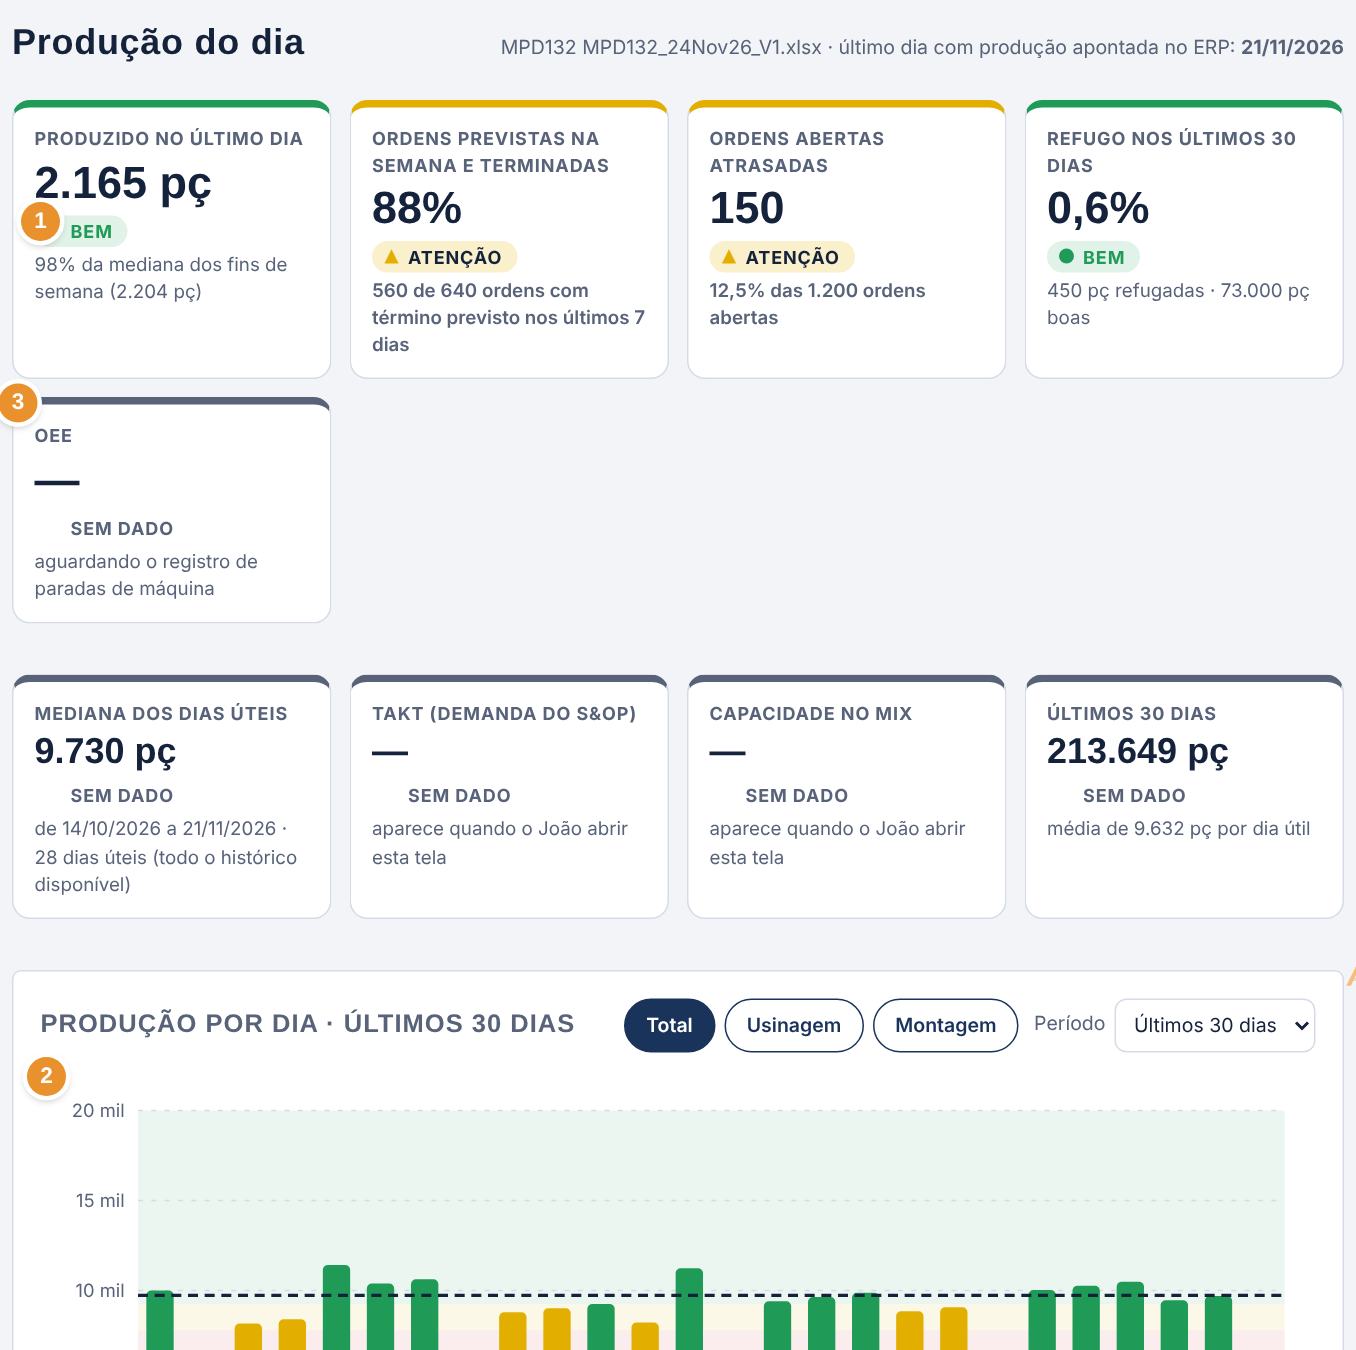 Produção do dia
MPD132 MPD132_24Nov26_V1.xlsx · último dia com produção apontada no ERP: 21/11/2026
PRODUZIDO NO ÚLTIMO DIA
2.165 pç
1
BEM
98% da mediana dos fins de
semana (2.204 pç)
ORDENS PREVISTAS NA
SEMANA E TERMINADAS
88%
ATENÇÃO
560 de 640 ordens com
término previsto nos últimos 7
dias
ORDENS ABERTAS
ATRASADAS
150
ATENÇÃO
12,5% das 1.200 ordens
abertas
REFUGO NOS ÚLTIMOS 30
DIAS
0,6%
BEM
450 pç refugadas · 73.000 pç
boas
3
OEE
—
SEM DADO
aguardando o registro de
paradas de máquina
MEDIANA DOS DIAS ÚTEIS
9.730 pç
SEM DADO
de 14/10/2026 a 21/11/2026 ·
28 dias úteis (todo o histórico
disponível)
TAKT (DEMANDA DO S&OP)
—
SEM DADO
aparece quando o João abrir
esta tela
CAPACIDADE NO MIX
—
SEM DADO
aparece quando o João abrir
esta tela
ÚLTIMOS 30 DIAS
213.649 pç
SEM DADO
média de 9.632 pç por dia útil
PRODUÇÃO POR DIA · ÚLTIMOS 30 DIAS
Total
Usinagem
Montagem
Período
Últimos 30 dias
2
20 mil
15 mil
10 mil